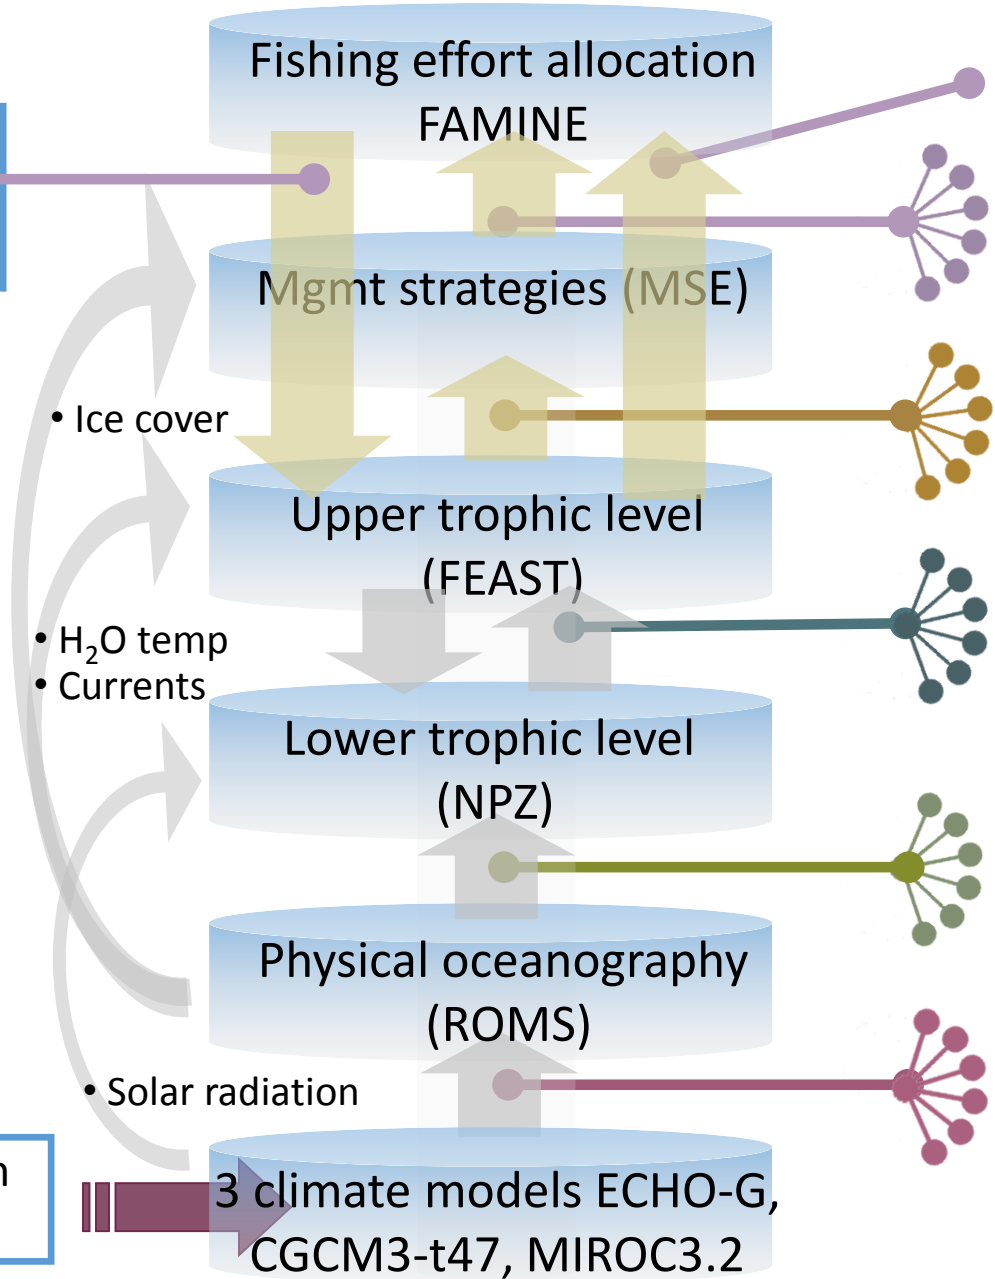 Fishing effort allocation
FAMINE
Mgmt strategies (MSE)
• Ice cover
Upper trophic level
(FEAST)
• H₂O temp
• Currents
Lower trophic level
(NPZ)
Physical oceanography
(ROMS)
• Solar radiation
3 climate models ECHO-G,
CGCM3-t47, MIROC3.2